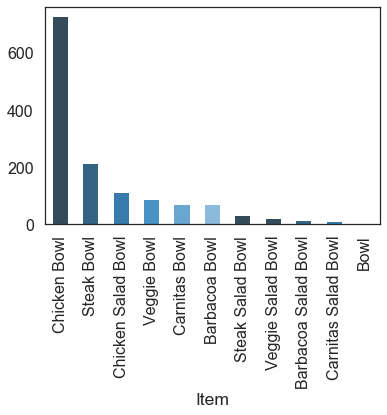 600
400
200
0
Chicken Bowl
Steak Bowl
Chicken Salad Bowl
Veggie Bowl
Carnitas Bowl
Barbacoa Bowl
Steak Salad Bowl
Veggie Salad Bowl
Barbacoa Salad Bowl
Carnitas Salad Bowl
Bowl
Item